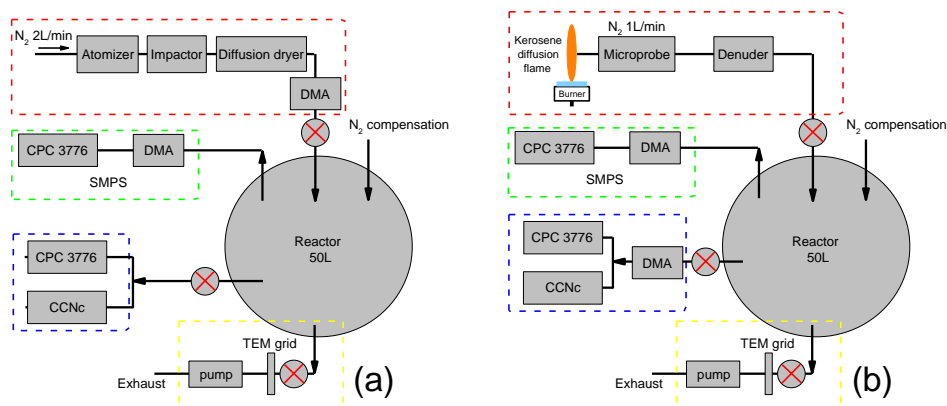 N₂ 2L/min
Atomizer
Impactor
Diffusion dryer
DMA
N₂ compensation
CPC 3776
DMA
SMPS
Reactor
50L
CPC 3776
CCNc
TEM grid
pump
Exhaust
(a)
Kerosene
diffusion
flame
N₂ 1L/min
Microprobe
Denuder
Burner
N₂ compensation
CPC 3776
DMA
SMPS
Reactor
50L
CPC 3776
DMA
CCNc
TEM grid
pump
Exhaust
(b)